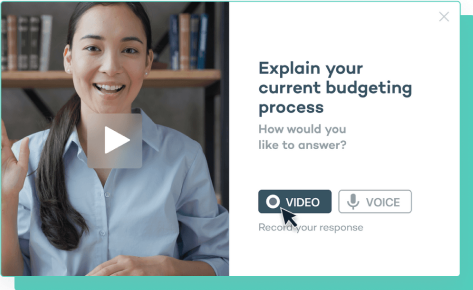 Explain your
current budgeting
process
How would you
like to answer?
VIDEO
VOICE
Record your response